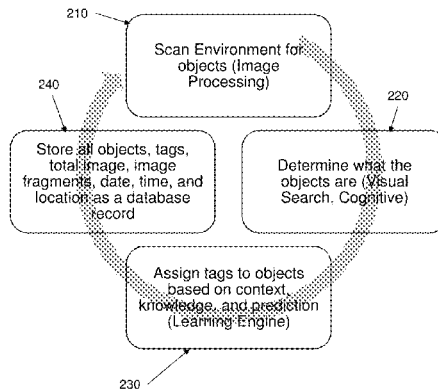 210
Scan Environment for
objects (Image
Processing)
240
220
Store all objects, tags,
total image, image
fragments, date, time, and
location as a database
record
Determine what the
objects are (Visual
Search, Cognitive)
Assign tags to objects
based on context,
knowledge, and prediction
(Learning Engine)
230